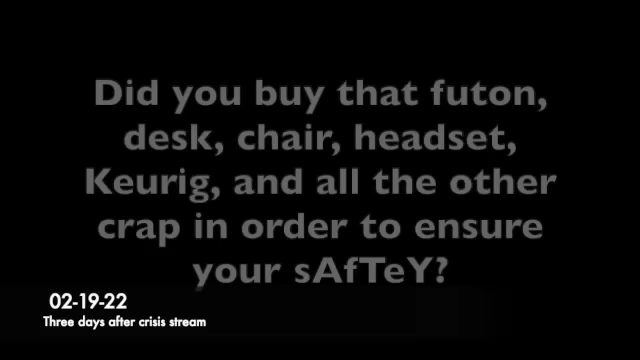 Did you buy that futon,
desk, chair, headset,
Keurig, and all the other
crap in order to ensure
your sAfTeY?
02-19-22
Three days after crisis stream